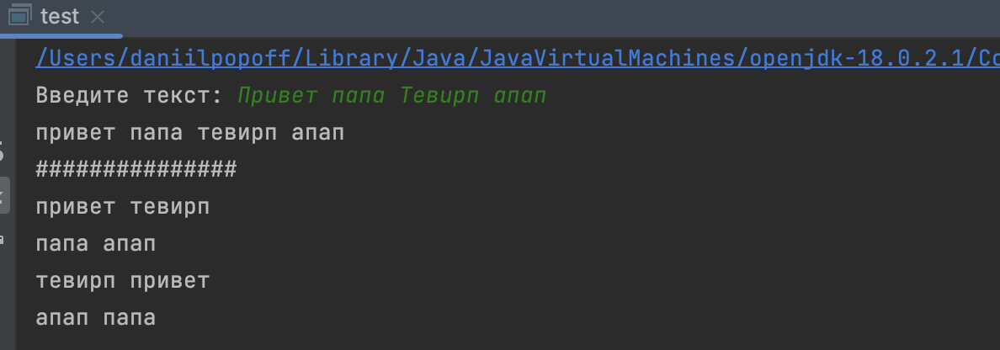 test
/Users/daniilpopoff/Library/Java/JavaVirtualMachines/openjdk-18.0.2.1/Co
Введите текст: Привет папа Тевирп апап
привет папа тевирп апап
###############
привет тевирп
папа апап
тевирп привет
апап папа